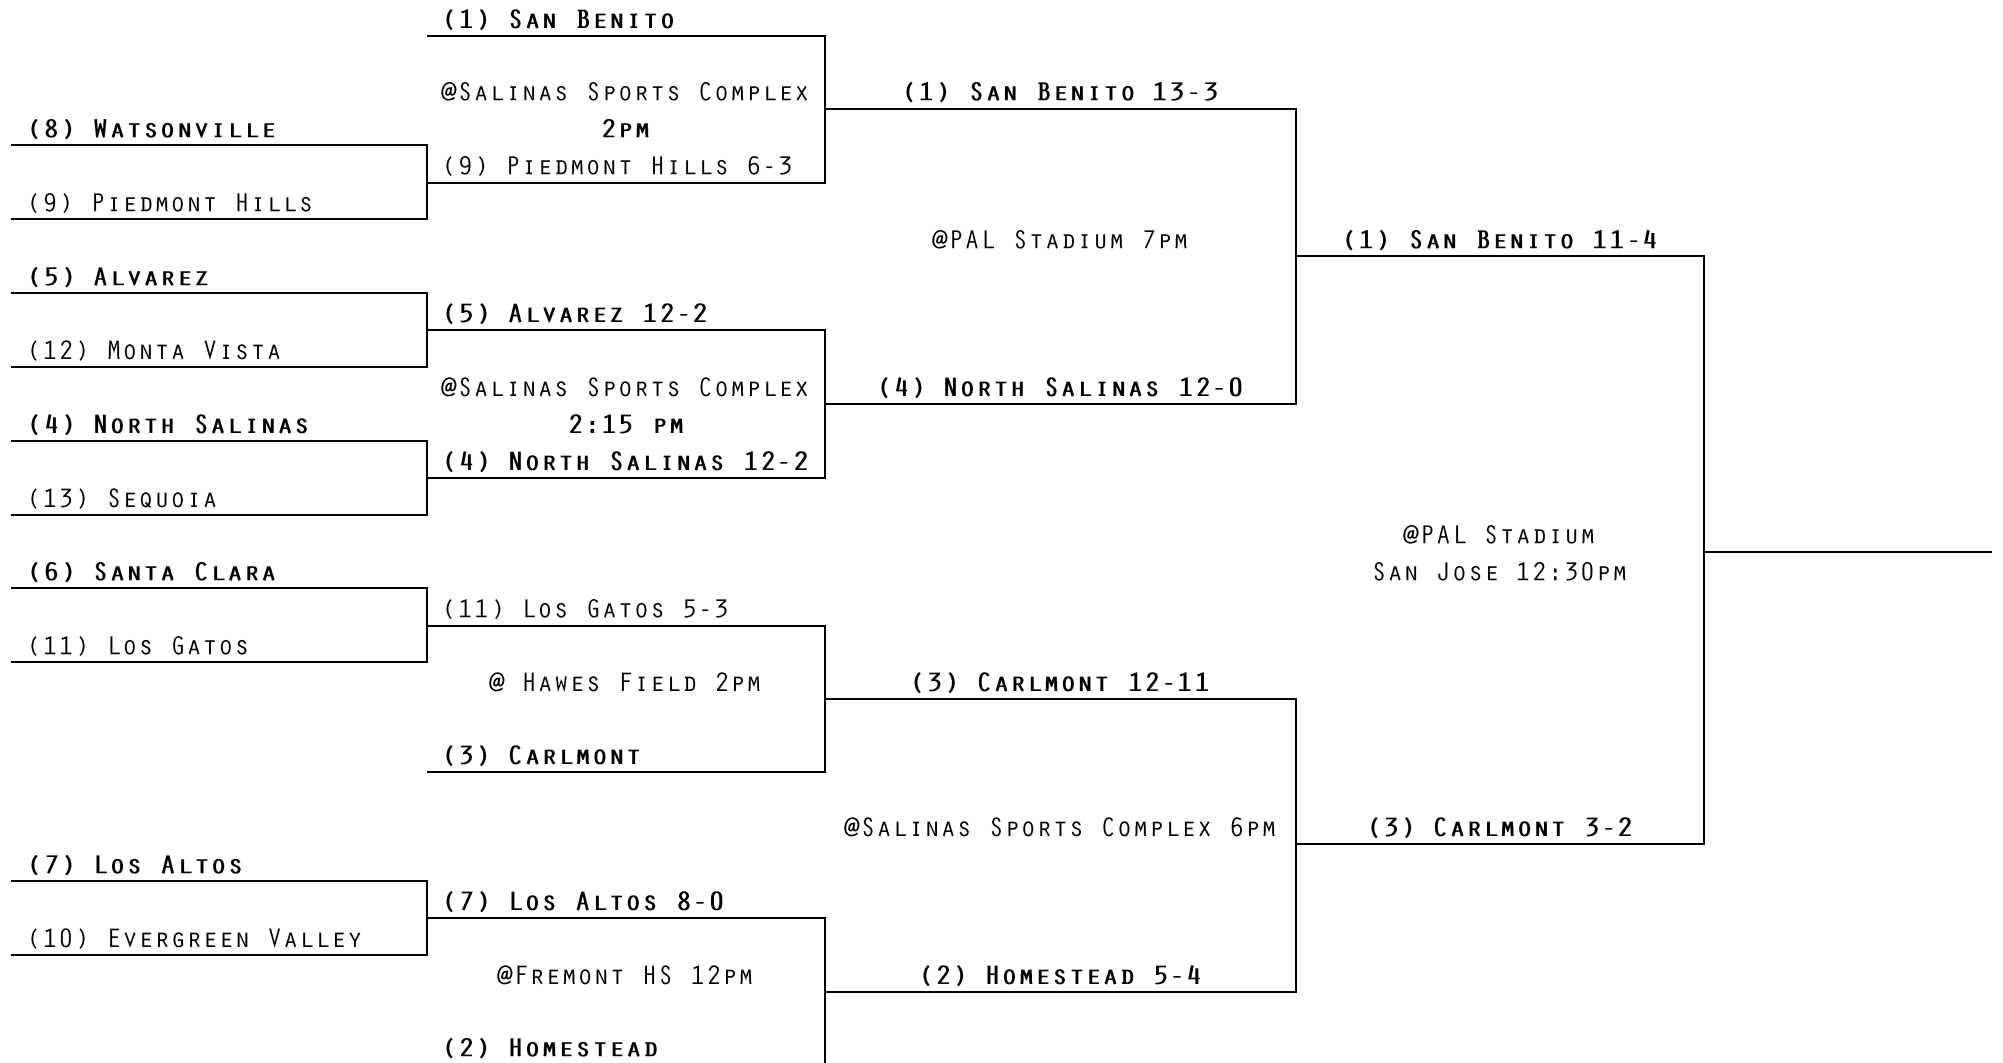 (1) San Benito
@Salinas Sports Complex
2pm
(9) Piedmont Hills 6-3
(8) Watsonville
(9) Piedmont Hills
(1) San Benito 13-3
@PAL Stadium 7pm
(1) San Benito 11-4
(5) Alvarez
(12) Monta Vista
(5) Alvarez 12-2
@Salinas Sports Complex
2:15 pm
(4) North Salinas 12-2
(4) North Salinas 12-0
(4) North Salinas
(13) Sequoia
@PAL Stadium
San Jose 12:30pm
(6) Santa Clara
(11) Los Gatos
(11) Los Gatos 5-3
@ Hawes Field 2pm
(3) Carlmont
(3) Carlmont 12-11
@Salinas Sports Complex 6pm
(3) Carlmont 3-2
(7) Los Altos
(10) Evergreen Valley
(7) Los Altos 8-0
@Fremont HS 12pm
(2) Homestead
(2) Homestead 5-4